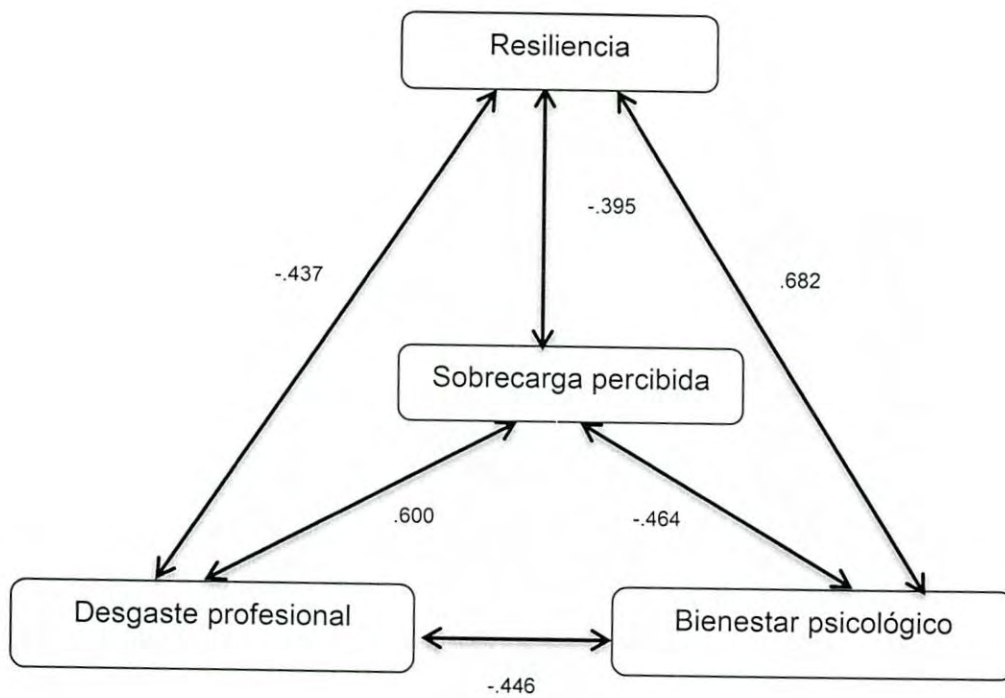 Resiliencia
-.395
-.437
.682
Sobrecarga percibida
.600
-.464
Desgaste profesional
Bienestar psicológico
-.446